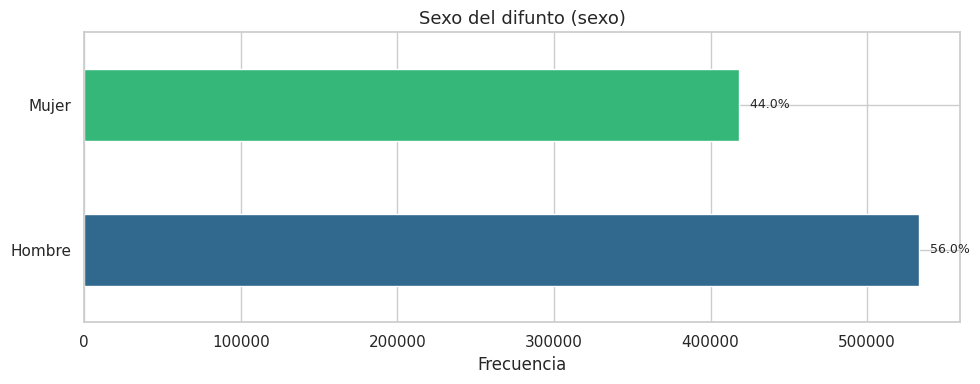 Sexo del difunto (sexo)
Mujer
44.0%
Hombre
56.0%
0 100000 200000 300000 400000 500000
Frecuencia